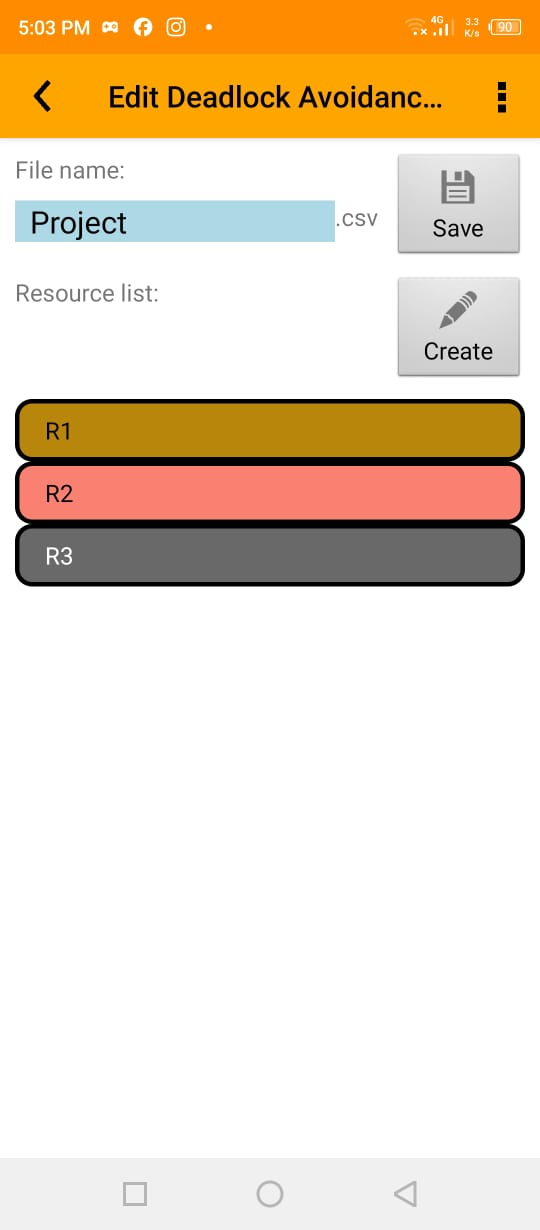 5:03 PM 4G 3.3 K/s 90
Edit Deadlock Avoidanc...
File name:
Project .csv
Save
Resource list:
Create
R1
R2
R3